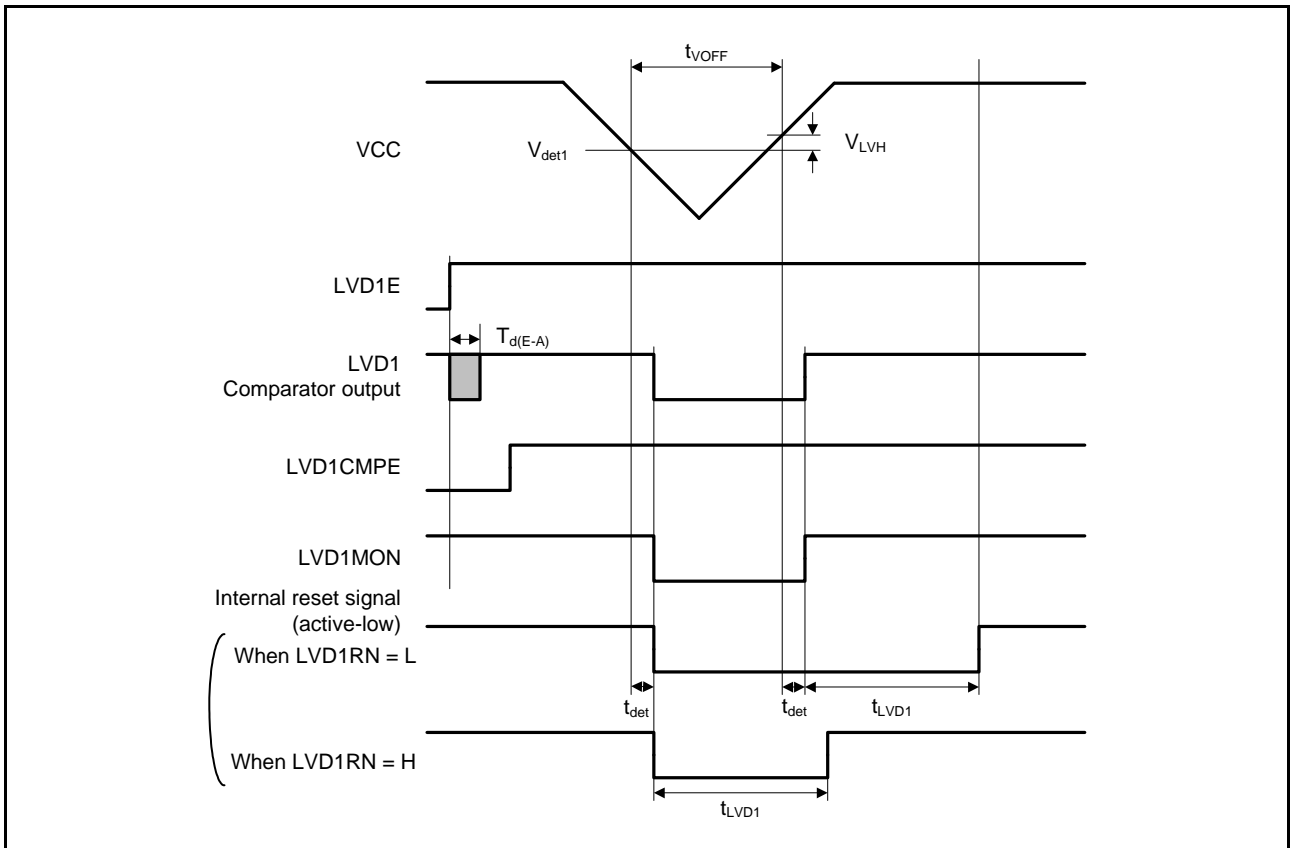 tVOFF
VCC
Vdet1
VLVH
LVD1E
Td(E-A)
LVD1
Comparator output
LVD1CMPE
LVD1MON
Internal reset signal
(active-low)
When LVD1RN = L
tdet
tdet
tLVD1
When LVD1RN = H
tLVD1